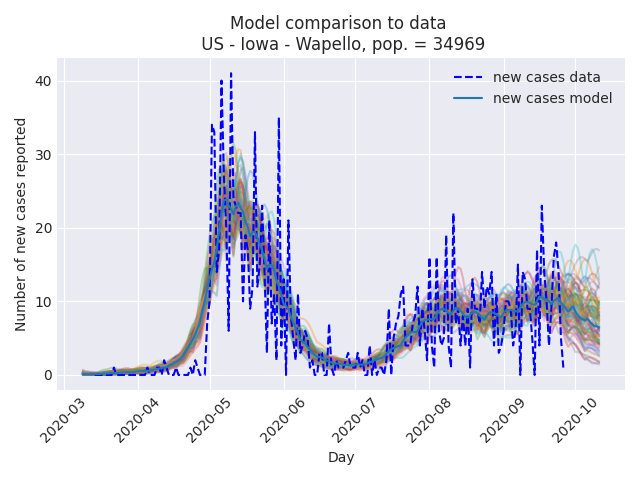 Model comparison to data
US - Iowa - Wapello, pop. = 34969
new cases data
new cases model
Number of new cases reported
40
30
20
10
0
2020-03
2020-04
2020-05
2020-06
2020-07
2020-08
2020-09
2020-10
Day